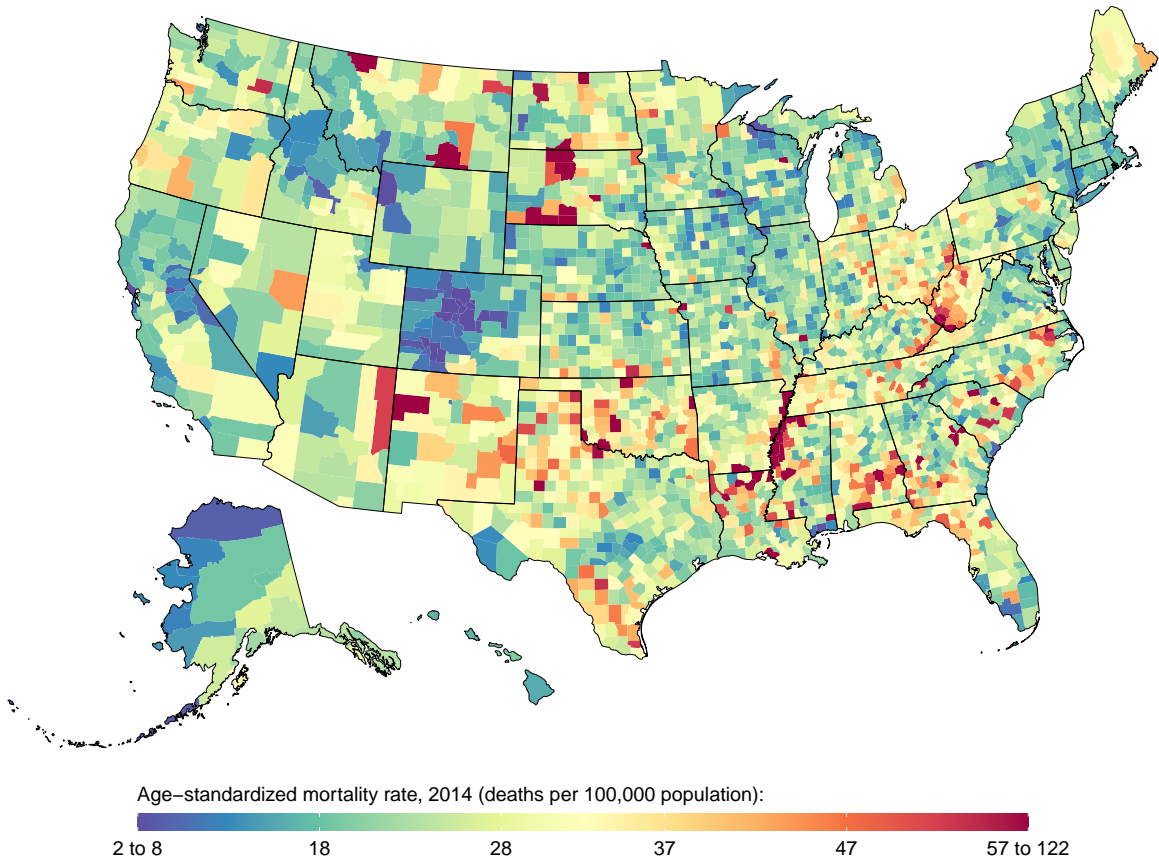 Age−standardized mortality rate, 2014 (deaths per 100,000 population):
2 to 8 18 28 37 47 57 to 122